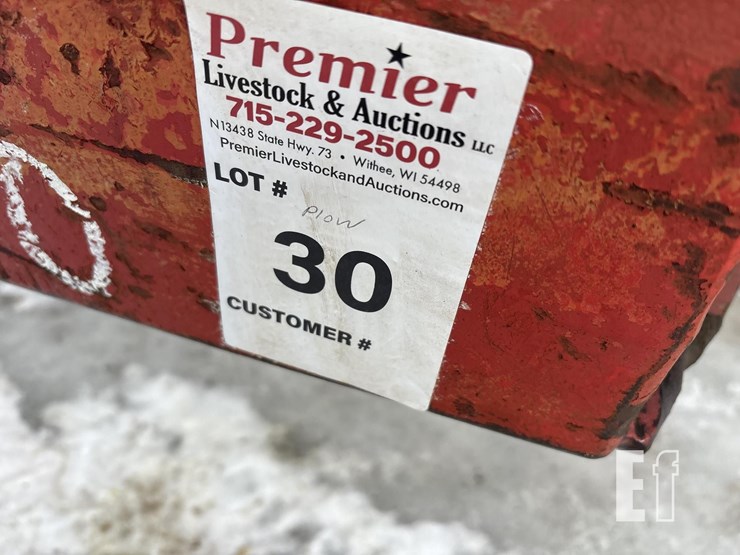 Premier
Livestock & Auctions LLC
715-229-2500
N13438 State Hwy. 73 • Withee, WI 54498
PremierLivestockandAuctions.com
LOT #
Plow
30
CUSTOMER #
0
Ef